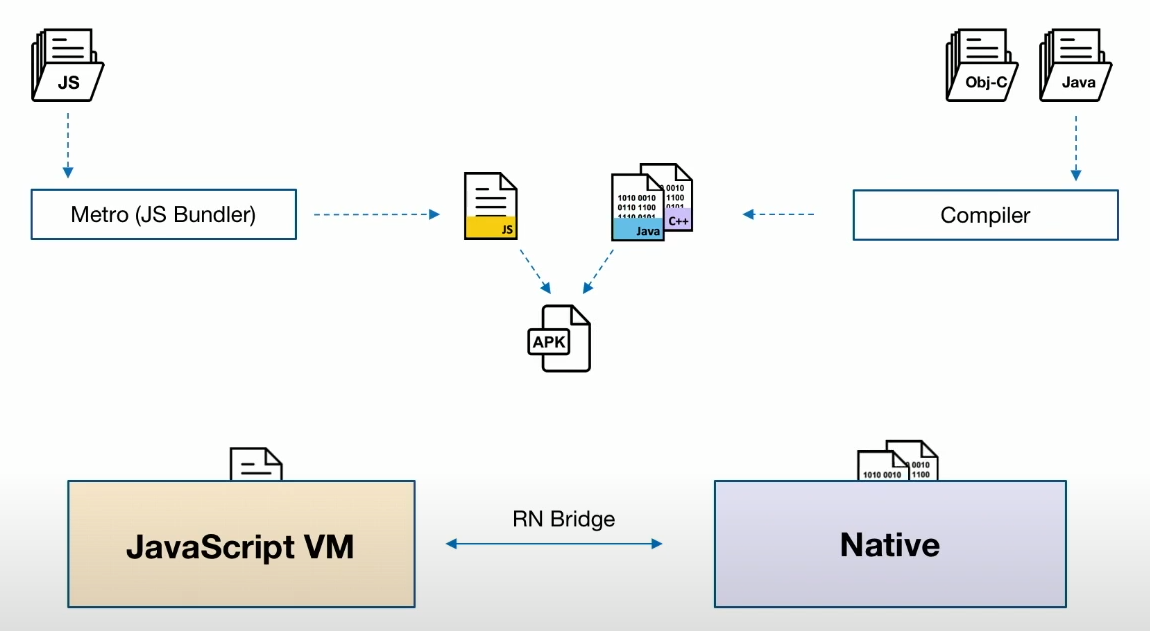 JS
Obj-C
Java
Metro (JS Bundler)
JS
1010 0010
0110 1100
1110 0101
Java
0010
1100
0101
C++
Compiler
APK
JavaScript VM
RN Bridge
1010 0010
0010
1100
Native